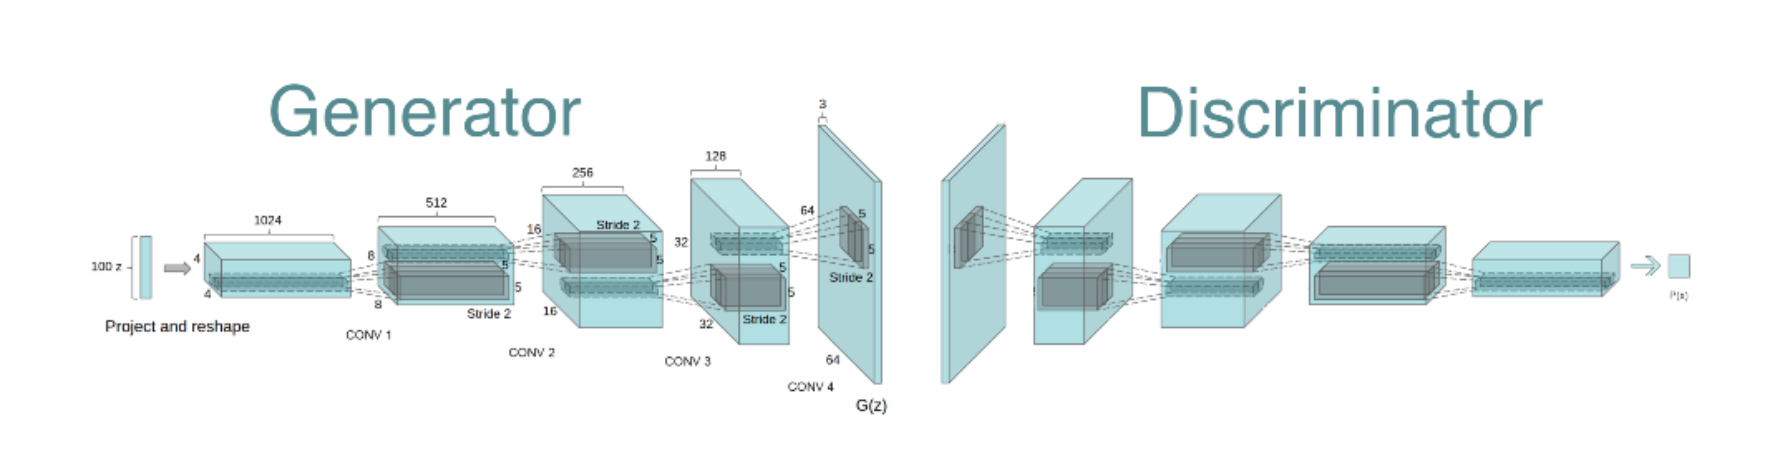 Generator
Discriminator
100 z
Project and reshape
1024
4
4
512
8
8
5
5
Stride 2
CONV 1
256
16
16
Stride 2
5
5
CONV 2
128
32
32
5
5
Stride 2
CONV 3
3
64
64
5
5
Stride 2
CONV 4
G(z)
P(x)